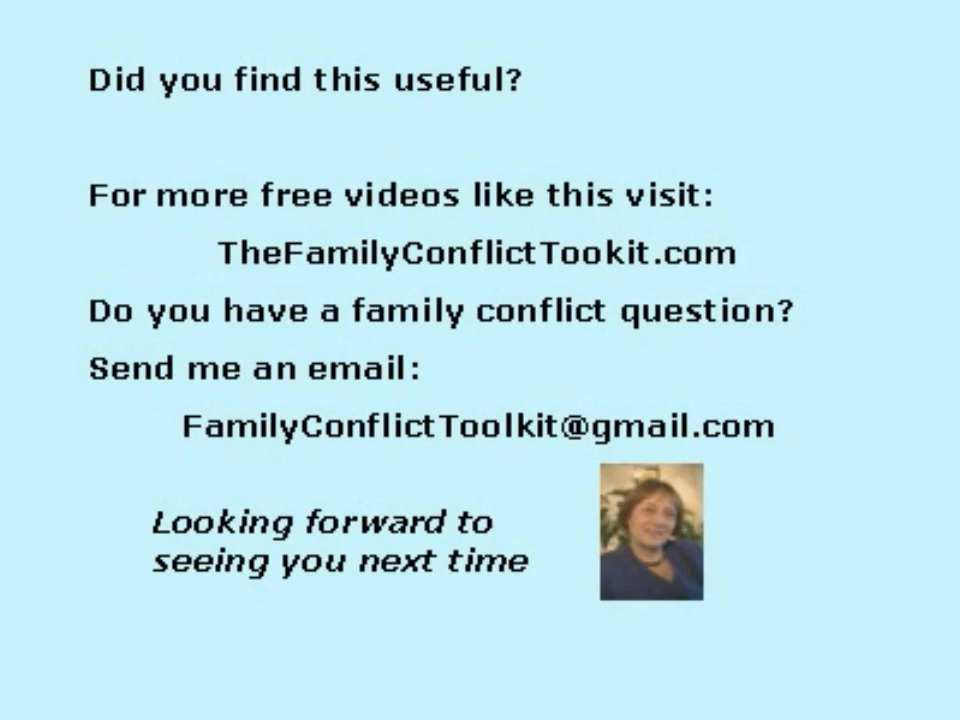 Did you find this useful?
For more free videos like this visit:
TheFamilyConflictTookit.com
Do you have a family conflict question?
Send me an email:
FamilyConflictToolkit@gmail.com
Looking forward to
seeing you next time